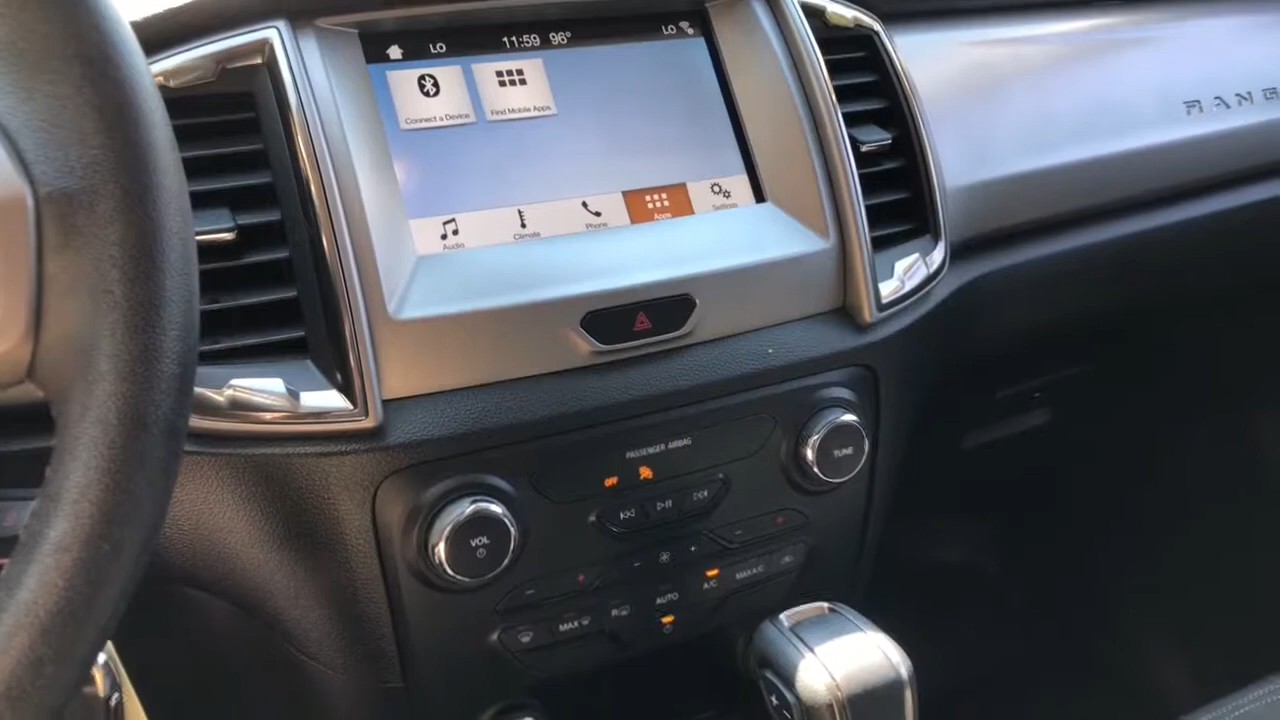 LO 11:59 96° LO
Connect a Device
Find Mobile Apps
Audio
Climate
Phone
Apps
Settings
RANG
PASSENGER AIRBAG
OFF
TUNE
VOL
AUTO
A/C
MAX A/C
MAX
R